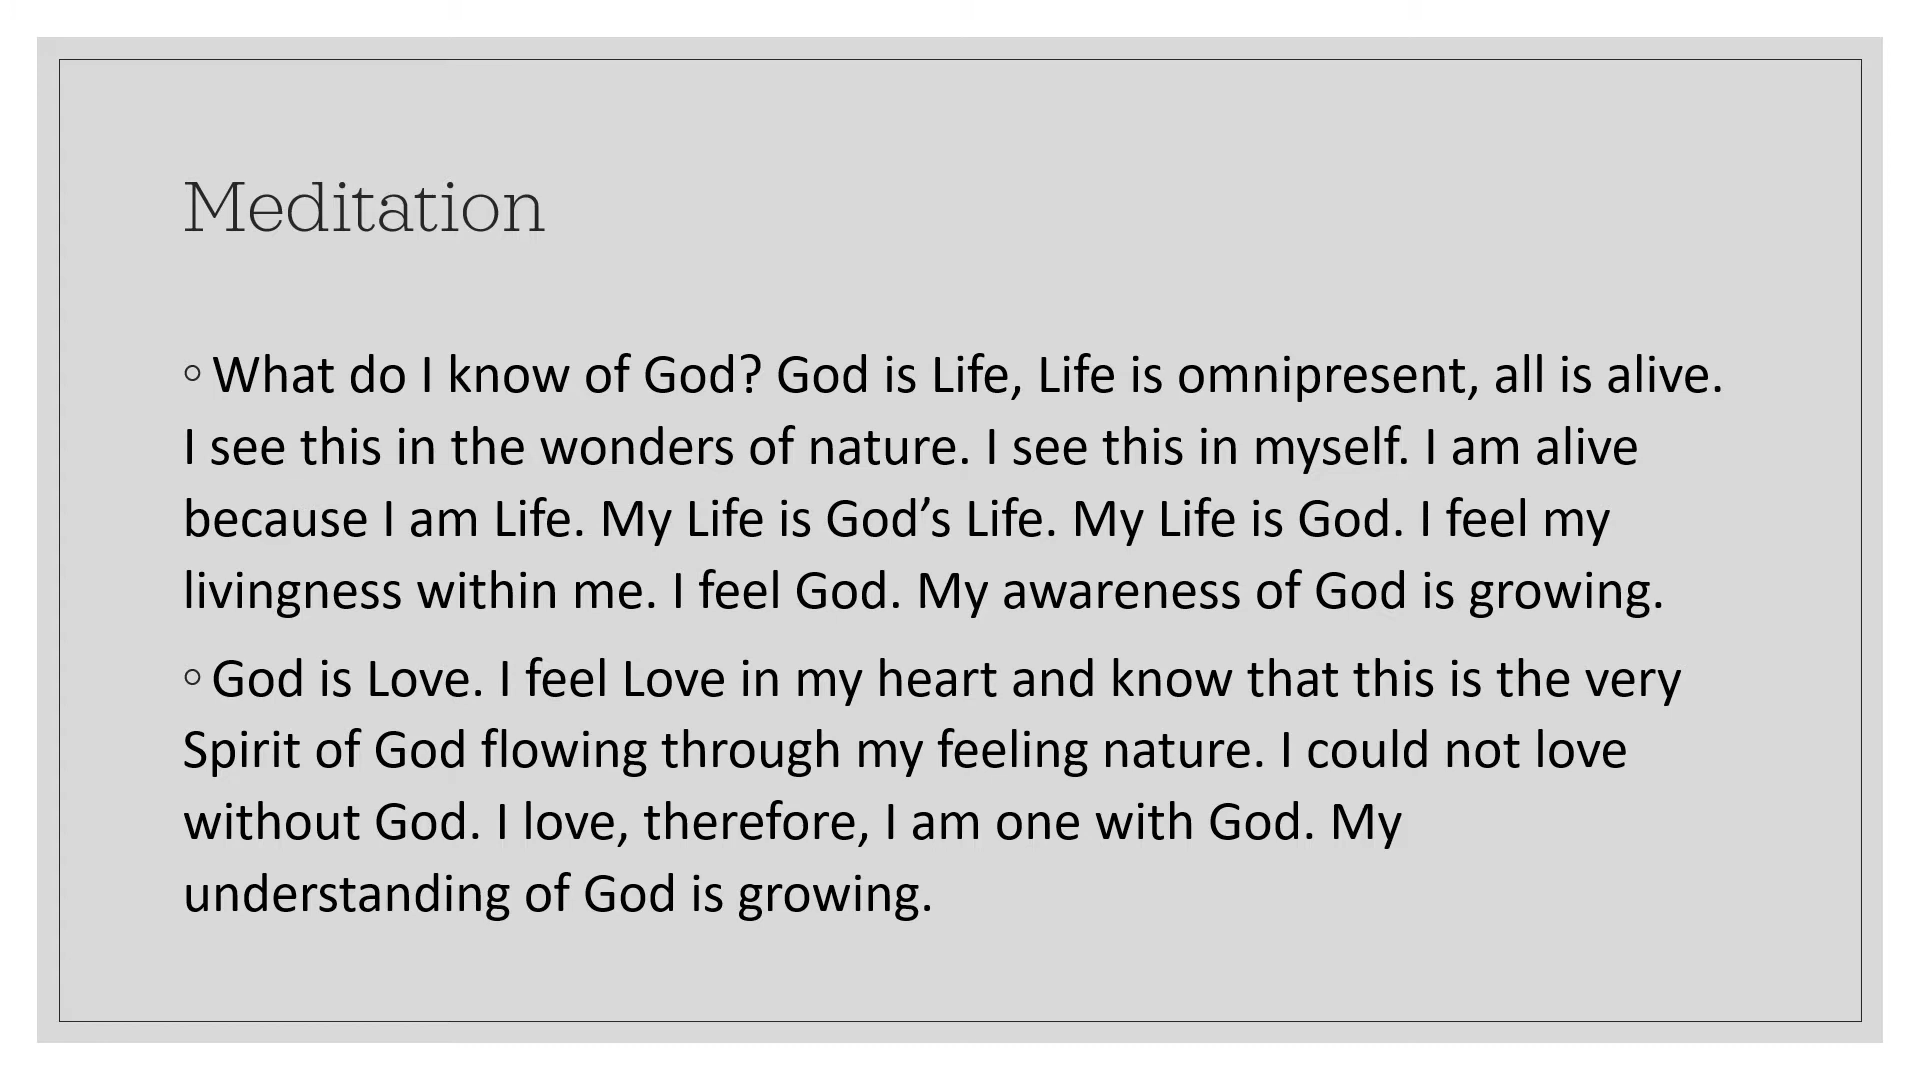 Meditation
◦ What do I know of God? God is Life, Life is omnipresent, all is alive.
I see this in the wonders of nature. I see this in myself. I am alive
because I am Life. My Life is God’s Life. My Life is God. I feel my
livingness within me. I feel God. My awareness of God is growing.
◦ God is Love. I feel Love in my heart and know that this is the very
Spirit of God flowing through my feeling nature. I could not love
without God. I love, therefore, I am one with God. My
understanding of God is growing.